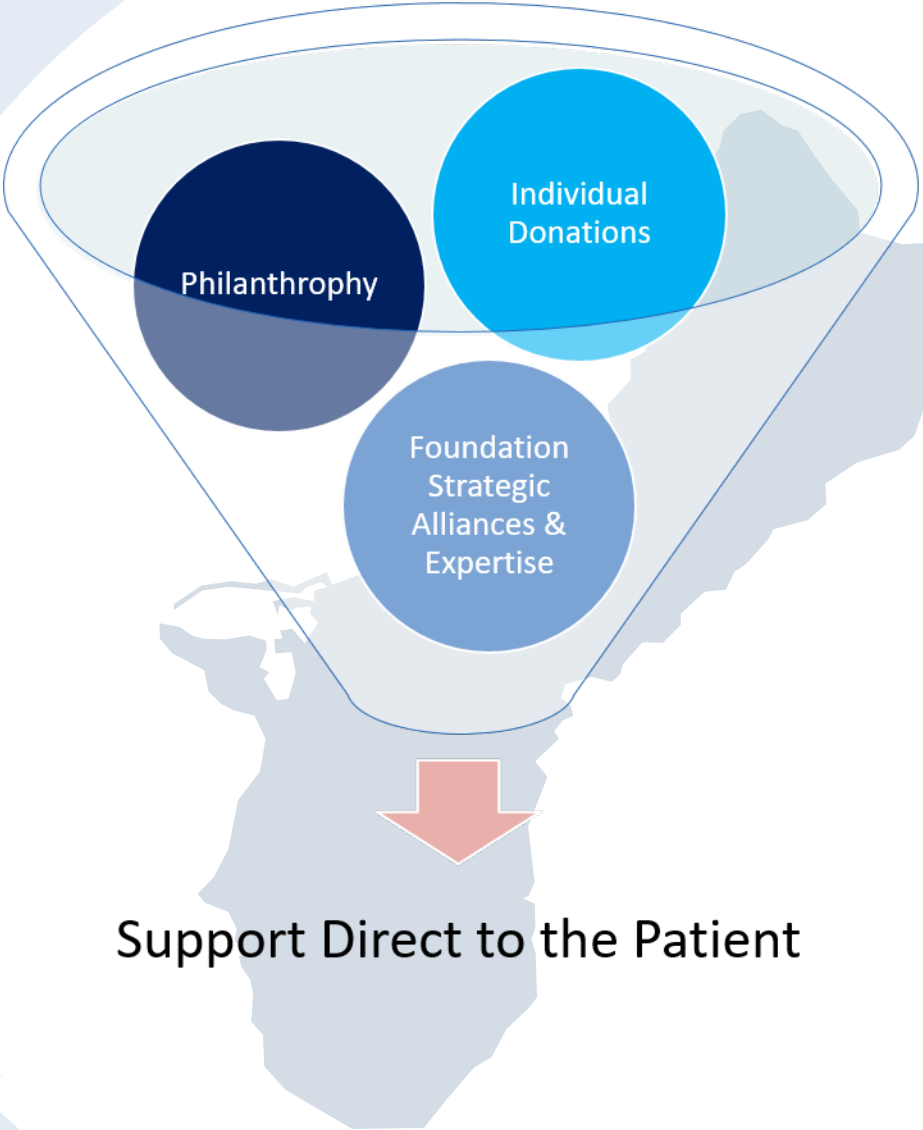 Individual
Donations
Philanthrophy
Foundation
Strategic
Alliances &
Expertise
Support Direct to the Patient